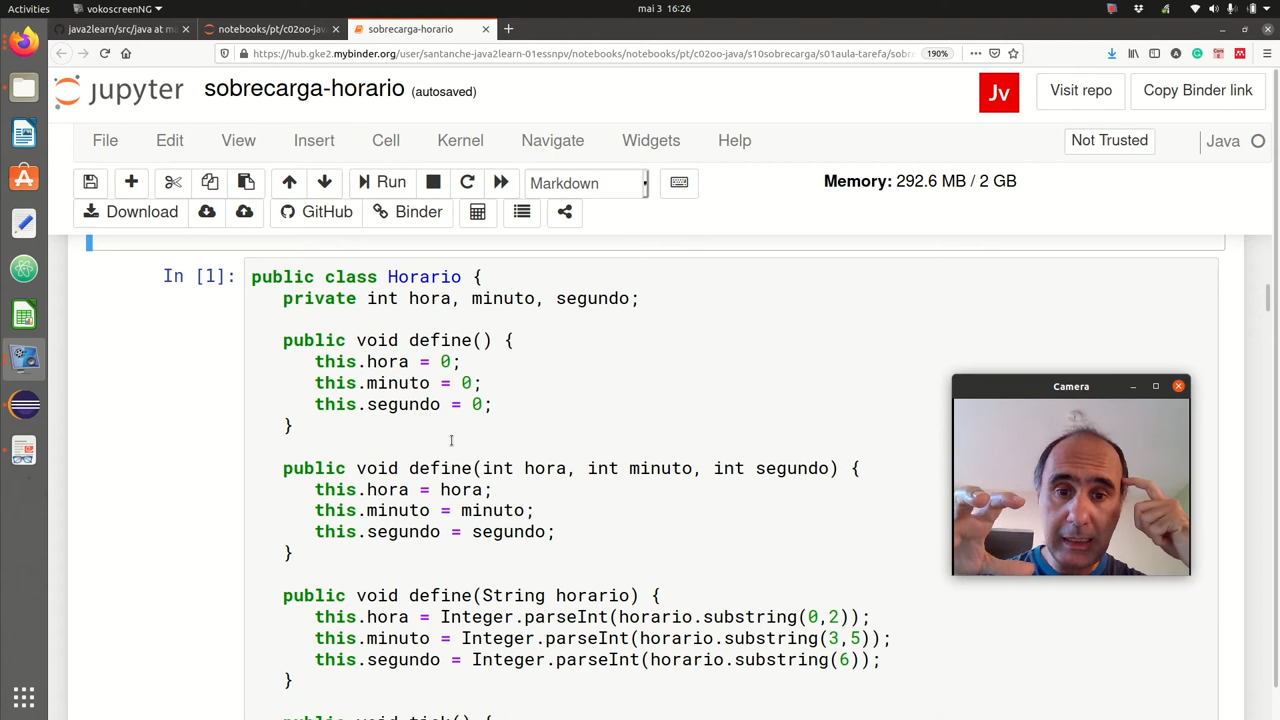 Activities
vokoscreenNG
mai 3 16:26
java2learn/src/java at m
notebooks/pt/c02oo-jav
sobrecarga-horario
https://hub.gke2.mybinder.org/user/santanche-java2learn-01essnpv/notebooks/notebooks/pt/c02oo-java/s10sobrecarga/s01aula-tarefa/sobr
190%
jupyter
sobrecarga-horario
(autosaved)
Jv
Visit repo
Copy Binder link
File
Edit
View
Insert
Cell
Kernel
Navigate
Widgets
Help
Not Trusted
Java
Run
Markdown
Memory: 292.6 MB / 2 GB
Download
GitHub
Binder
In [1]:
public class Horario {
private int hora, minuto, segundo;
public void define() {
this.hora = 0;
this.minuto = 0;
this.segundo = 0;
}
public void define(int hora, int minuto, int segundo) {
this.hora = hora;
this.minuto = minuto;
this.segundo = segundo;
}
public void define(String horario) {
this.hora = Integer.parseInt(horario.substring(0,2));
this.minuto = Integer.parseInt(horario.substring(3,5));
this.segundo = Integer.parseInt(horario.substring(6));
}
public void tick() {
Camera